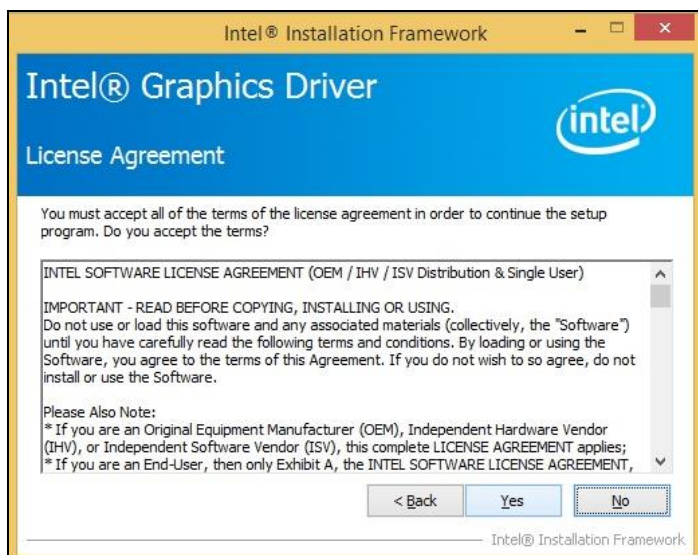 Intel® Installation Framework
Intel® Graphics Driver
intel
License Agreement
You must accept all of the terms of the license agreement in order to continue the setup
program. Do you accept the terms?
INTEL SOFTWARE LICENSE AGREEMENT (OEM / IHV / ISV Distribution & Single User)
IMPORTANT - READ BEFORE COPYING, INSTALLING OR USING.
Do not use or load this software and any associated materials (collectively, the "Software")
until you have carefully read the following terms and conditions. By loading or using the
Software, you agree to the terms of this Agreement. If you do not wish to so agree, do not
install or use the Software.
Please Also Note:
* If you are an Original Equipment Manufacturer (OEM), Independent Hardware Vendor
(IHV), or Independent Software Vendor (ISV), this complete LICENSE AGREEMENT applies;
* If you are an End-User, then only Exhibit A, the INTEL SOFTWARE LICENSE AGREEMENT,
< Back Yes No
Intel® Installation Framework